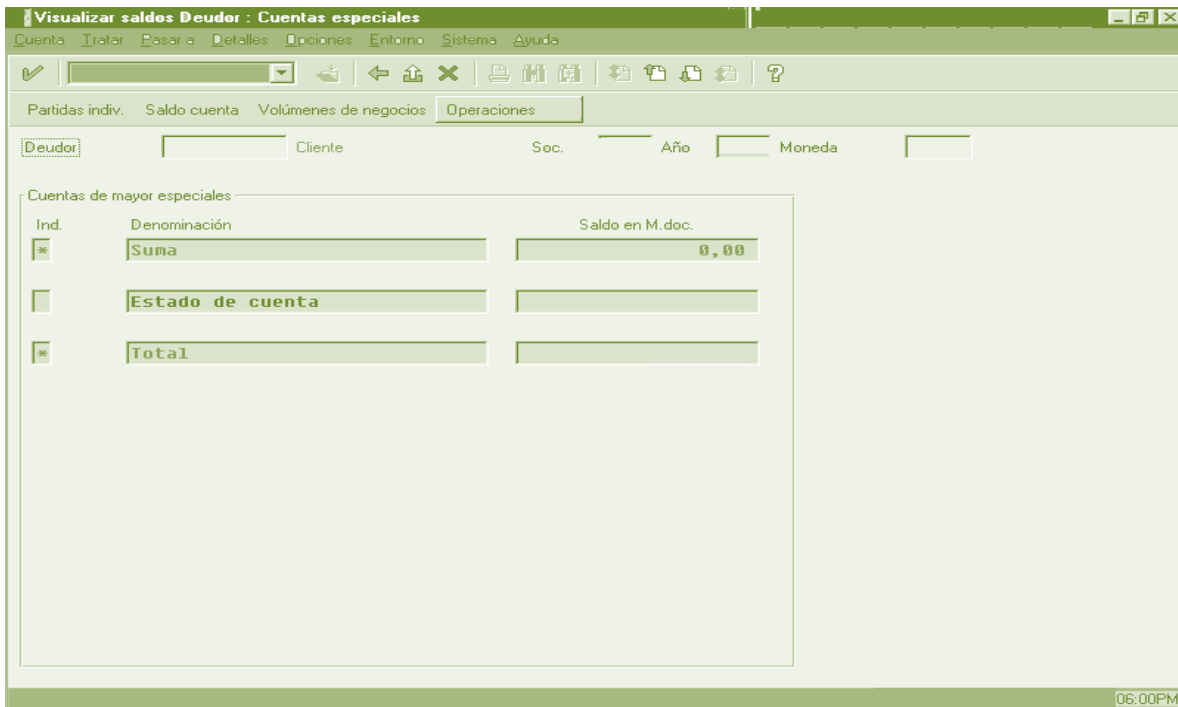 Visualizar saldos Deudor : Cuentas especiales
Cuenta Tratar Pasar a Detalles Opciones Entorno Sistema Ayuda
Partidas indiv. Saldo cuenta Volúmenes de negocios Operaciones
Deudor Cliente Soc. Año Moneda
Cuentas de mayor especiales
Ind. Denominación Saldo en M.doc.
* Suma 0,00
Estado de cuenta
* Total
06:00PM